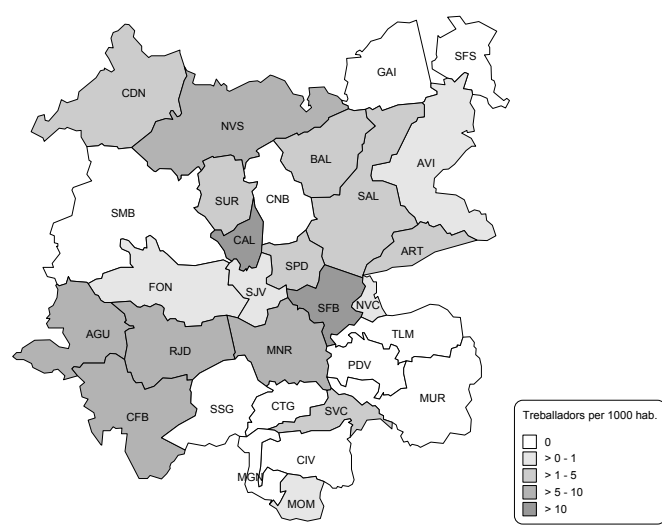 SFS
GAI
CDN
NVS
BAL
AVI
SUR
CNB
SAL
SMB
CAL
ART
SPD
FON
SJV
SFB
NVC
AGU
RJD
MNR
TLM
PDV
MUR
CFB
SSG
CTG
SVC
CIV
MGN
MOM
Treballadors per 1000 hab.
0
> 0 - 1
> 1 - 5
> 5 - 10
> 10